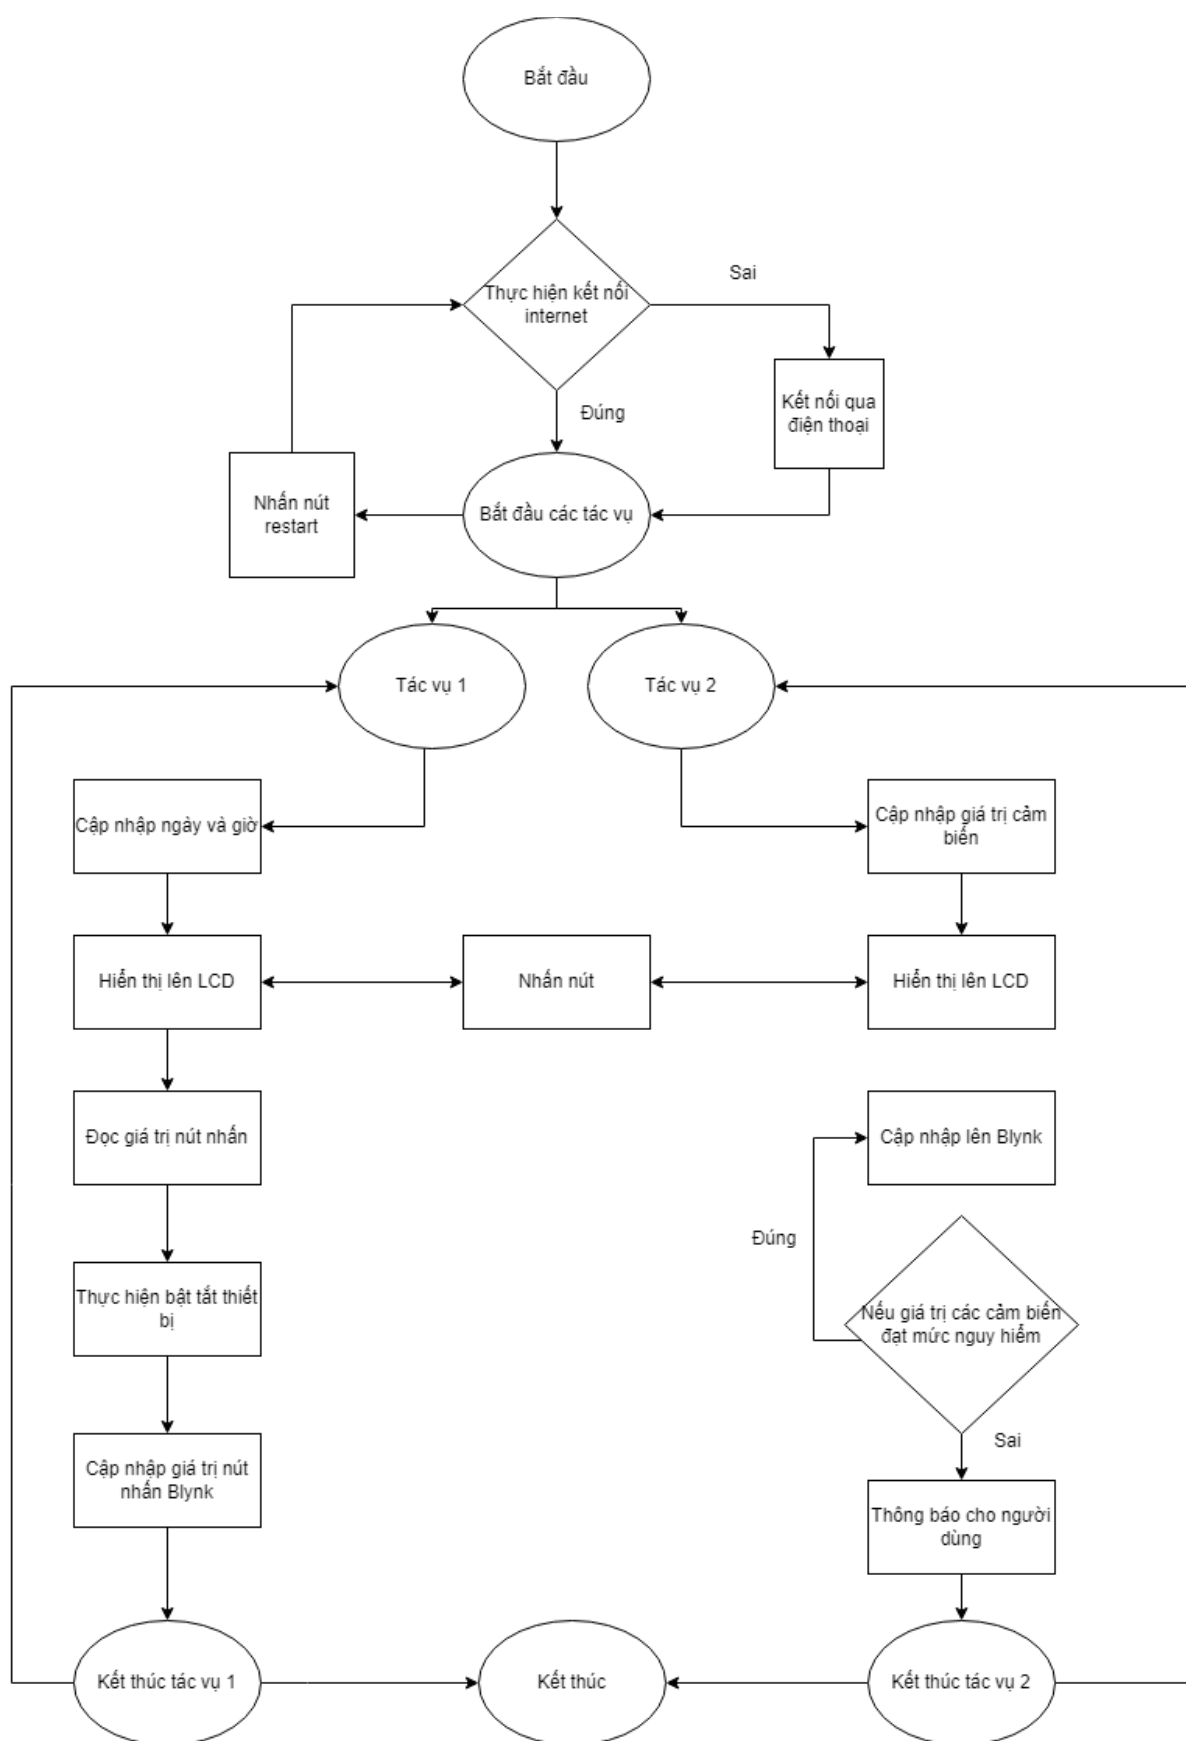 Bắt đầu
Thực hiện kết nối
internet
Sai
Kết nối qua
điện thoại
Đúng
Nhấn nút
restart
Bắt đầu các tác vụ
Tác vụ 1
Tác vụ 2
Cập nhập ngày và giờ
Cập nhập giá trị cảm
biến
Hiển thị lên LCD
Nhấn nút
Hiển thị lên LCD
Đọc giá trị nút nhấn
Cập nhập lên Blynk
Đúng
Thực hiện bật tắt thiết
bị
Nếu giá trị các cảm biến
đạt mức nguy hiểm
Sai
Cập nhập giá trị nút
nhấn Blynk
Thông báo cho người
dùng
Kết thúc tác vụ 1
Kết thúc
Kết thúc tác vụ 2